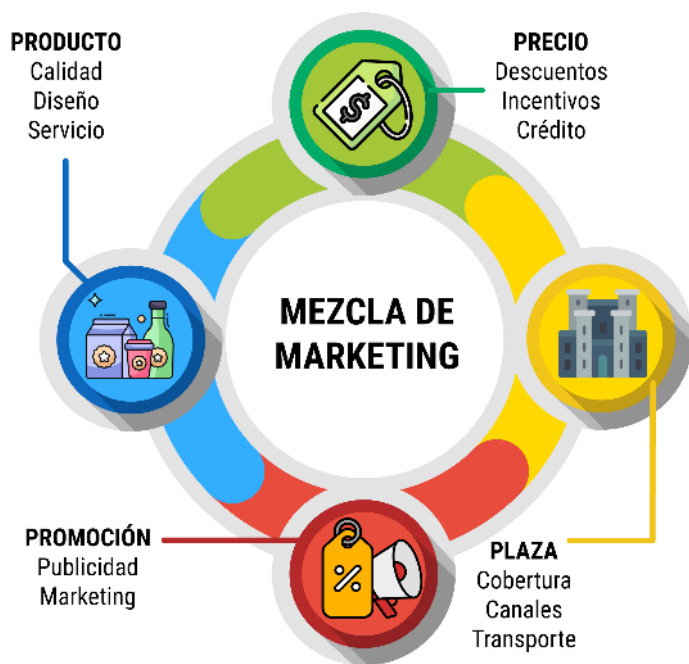 PRODUCTO
Calidad
Diseño
Servicio
PRECIO
Descuentos
Incentivos
Crédito
$
MEZCLA DE
MARKETING
PROMOCIÓN
Publicidad
Marketing
%
PLAZA
Cobertura
Canales
Transporte